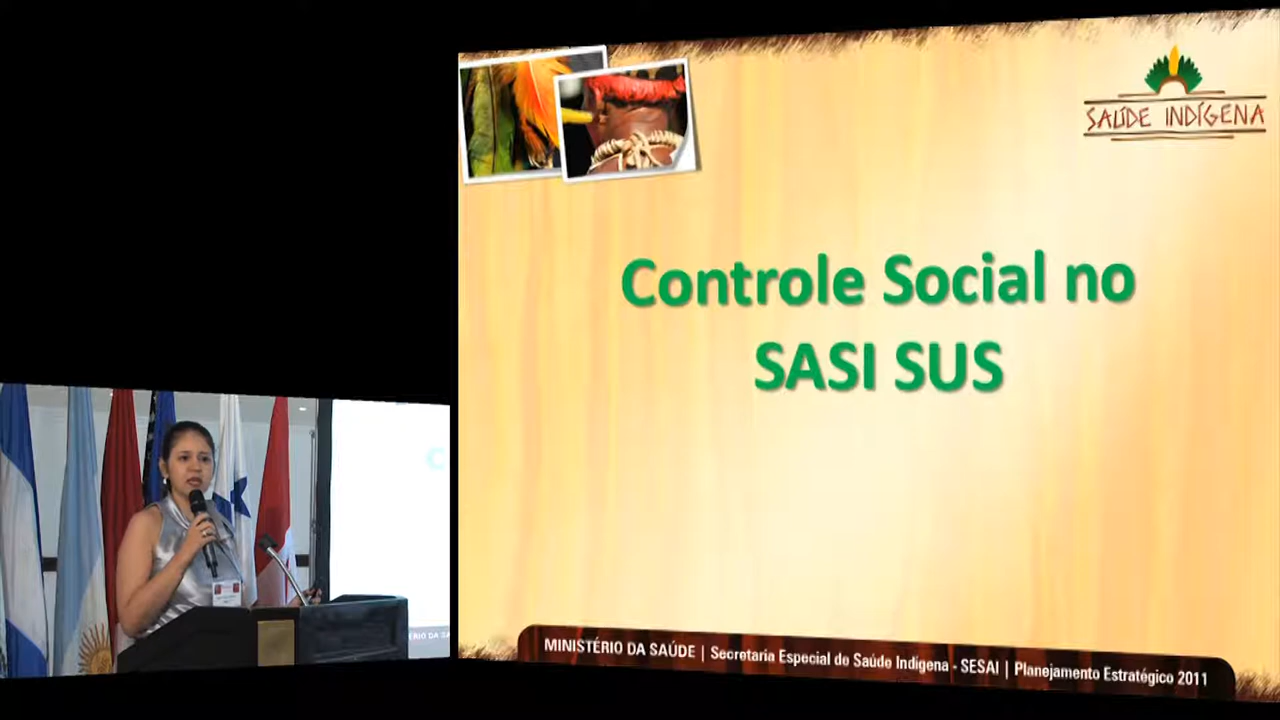 SAÚDE INDÍGENA
Controle Social no
SASI SUS
MINISTÉRIO DA SAÚDE | Secretaria Especial de Saúde Indígena - SESAI | Planejamento Estratégico 2011